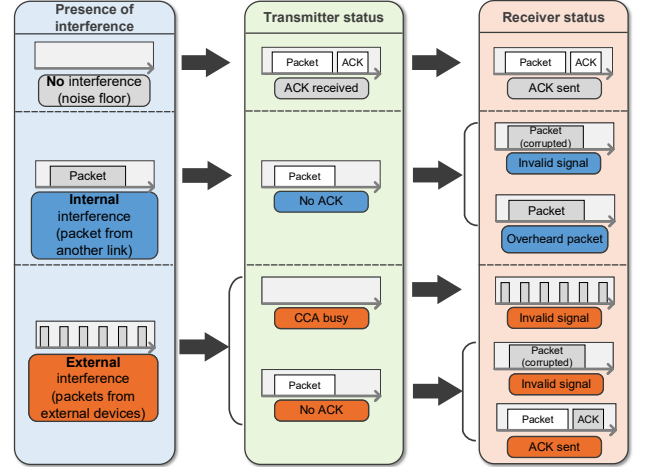 Presence of
interference
Transmitter status
Receiver status
No interference
(noise floor)
Packet ACK
ACK received
Packet ACK
ACK sent
Packet
Internal
interference
(packet from
another link)
Packet
No ACK
Packet
(corrupted)
Invalid signal
Packet
Overheard packet
External
interference
(packets from
external devices)
CCA busy
Invalid signal
Packet
No ACK
Packet
(corrupted)
Invalid signal
Packet ACK
ACK sent